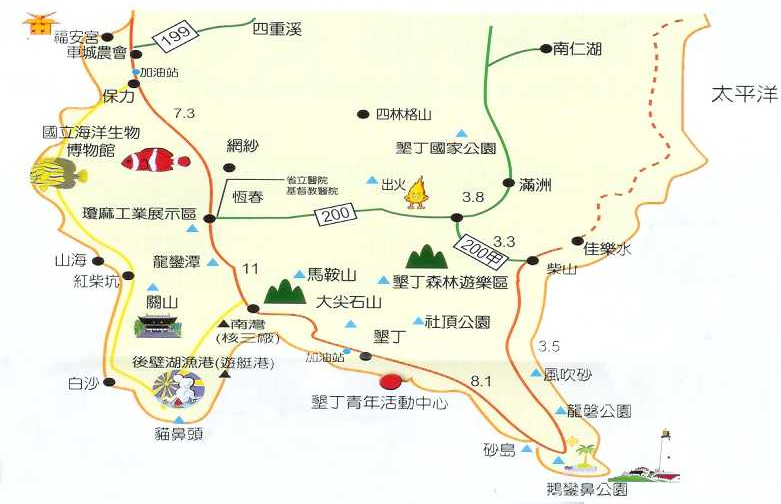 福安宮
車城農會
199
四重溪
加油站
保力
南仁湖
太平洋
7.3
國立海洋生物
博物館
四林格山
網紗
墾丁國家公園
省立醫院
基督教醫院
恆春
出火
3.8
滿洲
瓊麻工業展示區
200
200甲
3.3
佳樂水
柴山
山海
紅柴坑
龍鑾潭
11
馬鞍山
墾丁森林遊樂區
關山
大尖石山
南灣
(核三廠)
墾丁
社頂公園
後壁湖漁港(遊艇港)
加油站
3.5
白沙
8.1
風吹砂
墾丁青年活動中心
龍磐公園
貓鼻頭
砂島
鵝鑾鼻公園